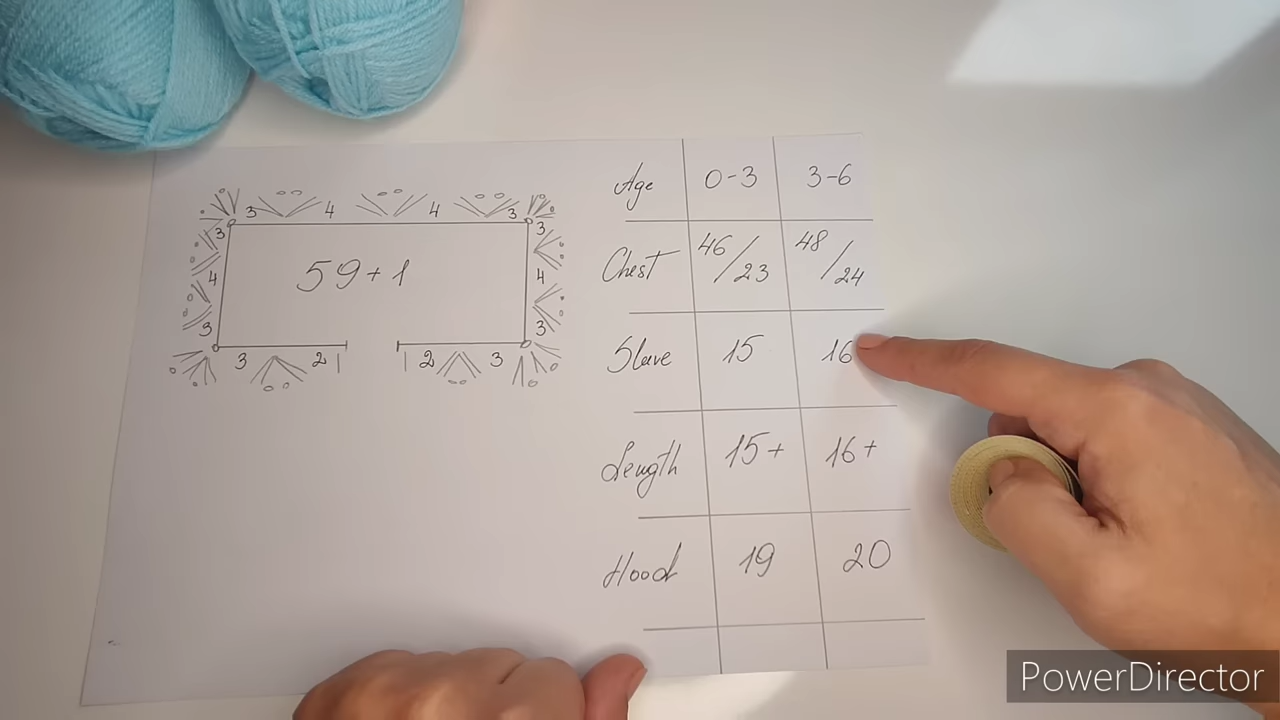 3 4 4 3
3 3
59+1
4 4
3 3
3 2 2 3
Age 0-3 3-6
Chest 46/23 48/24
Slave 15 16
Length 15+ 16+
Hood 19 20
PowerDirector